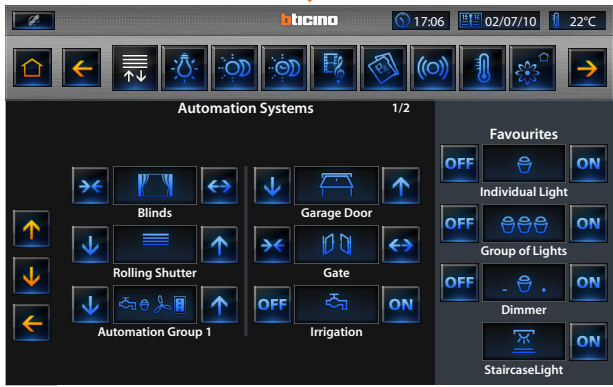 bticino
17:06
15 16
02/07/10
22°C
Automation Systems
1/2
Favourites
OFF
ON
Individual Light
Blinds
Garage Door
OFF
ON
Group of Lights
Rolling Shutter
Gate
OFF
- +
ON
Dimmer
OFF
ON
Automation Group 1
Irrigation
ON
StaircaseLight